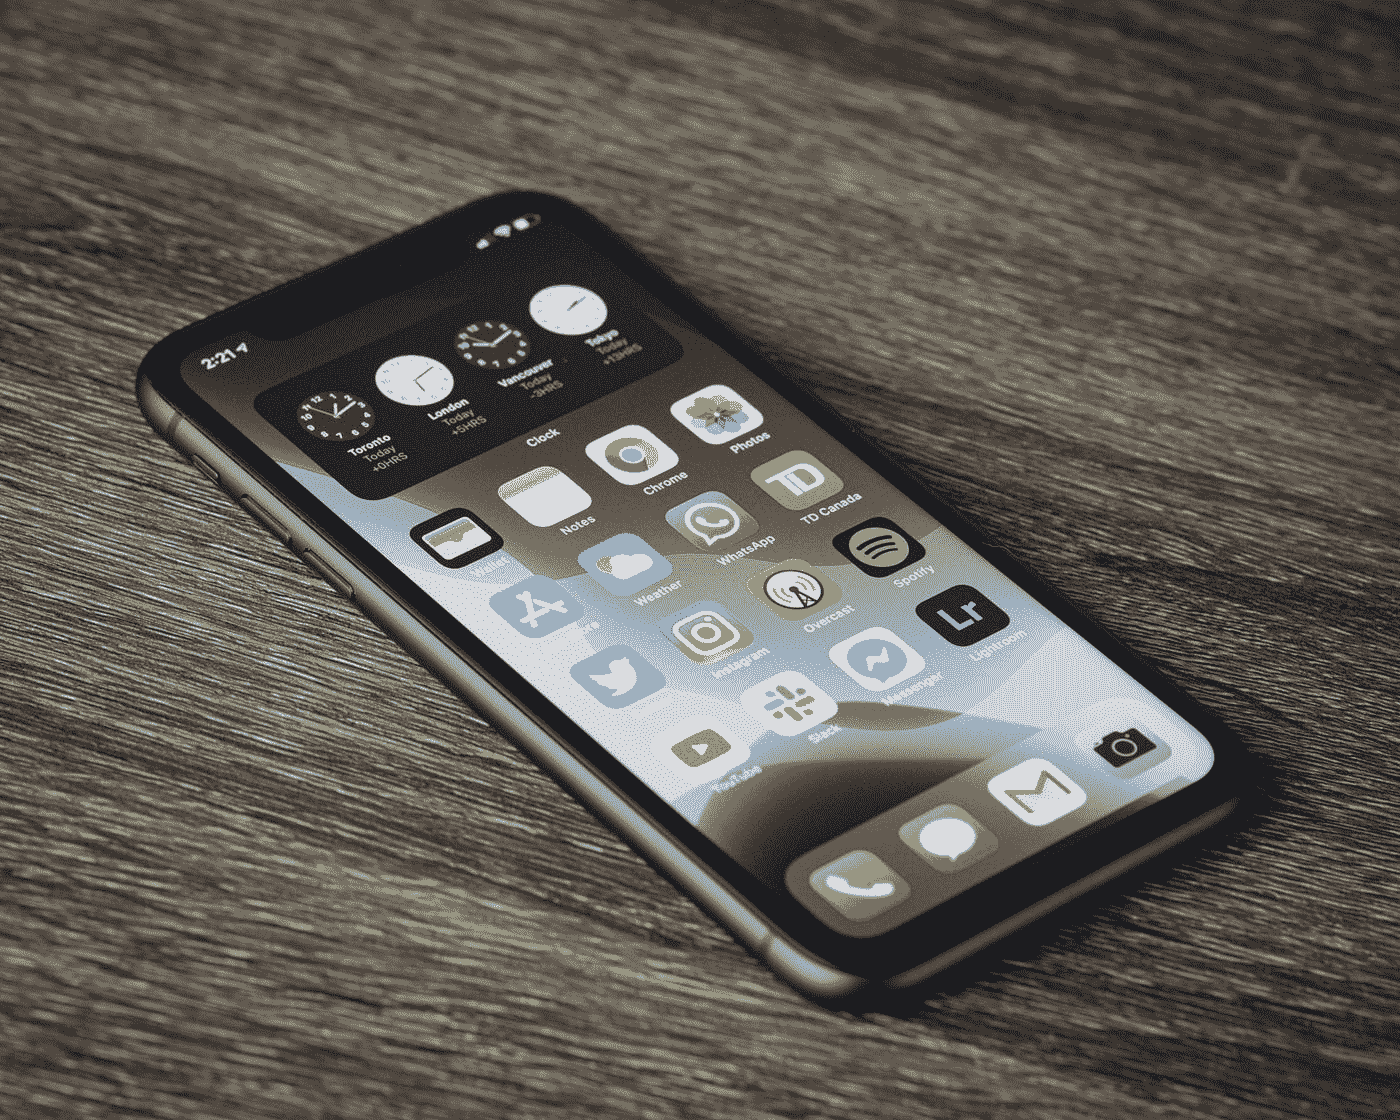 2:21
Toronto
Today
+0HRS
London
Today
+5HRS
Vancouver
Today
-3HRS
Tokyo
Today
+13HRS
Clock
Wallet
Notes
Chrome
Photos
Weather
WhatsApp
TD
TD Canada
Instagram
Overcast
Spotify
YouTube
Slack
Messenger
Lr
Lightroom